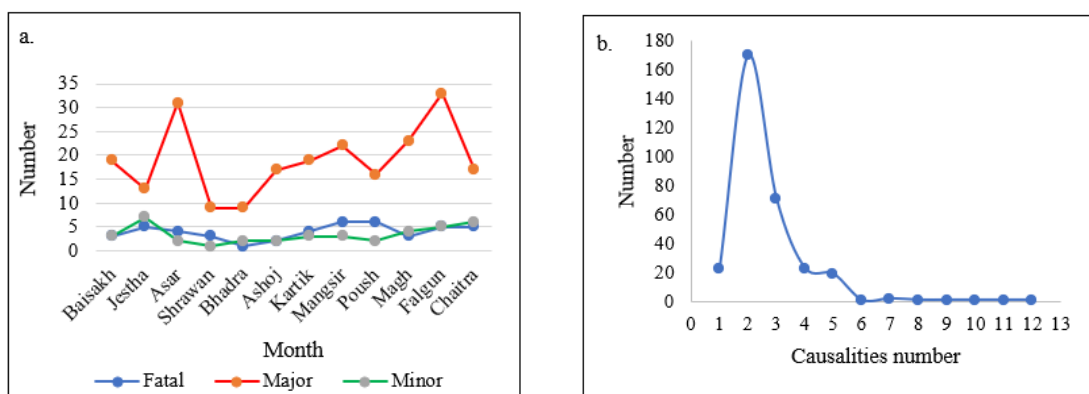 a.
35
30
25
20
15
10
5
0
Number
Baisakh
Jestha
Asar
Shrawan
Bhadra
Ashoj
Kartik
Mangsir
Poush
Magh
Falgun
Chaitra
Month
Fatal Major Minor
b.
180
160
140
120
100
80
60
40
20
0
Number
0 1 2 3 4 5 6 7 8 9 10 11 12 13
Causalities number